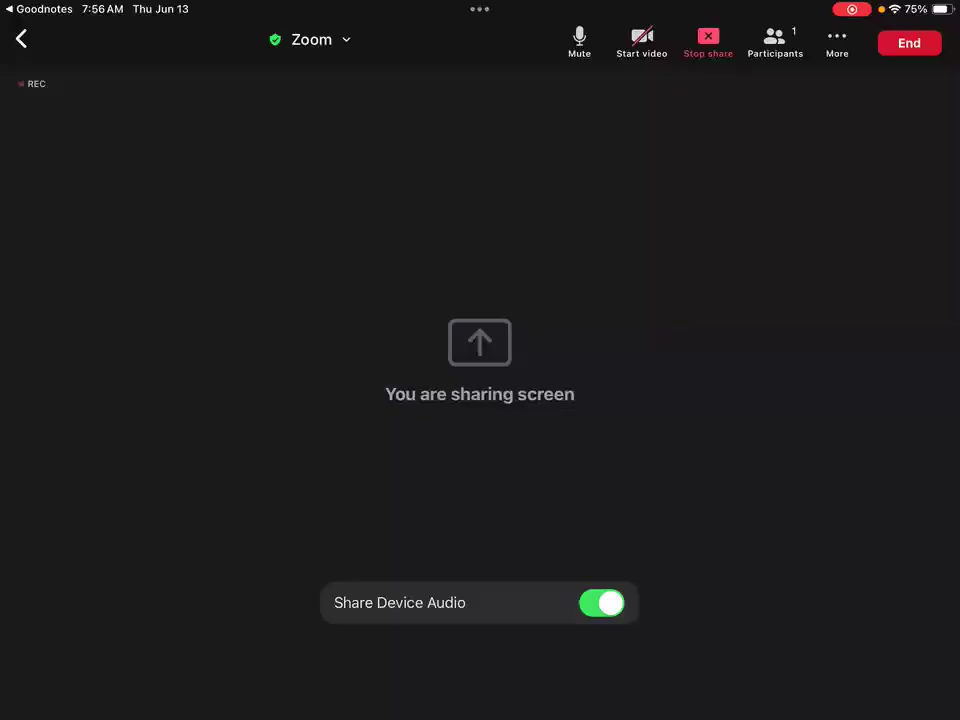 Goodnotes 7:56 AM Thu Jun 13 75%
Zoom
Mute Start video Stop share Participants 1 More End
REC
You are sharing screen
Share Device Audio